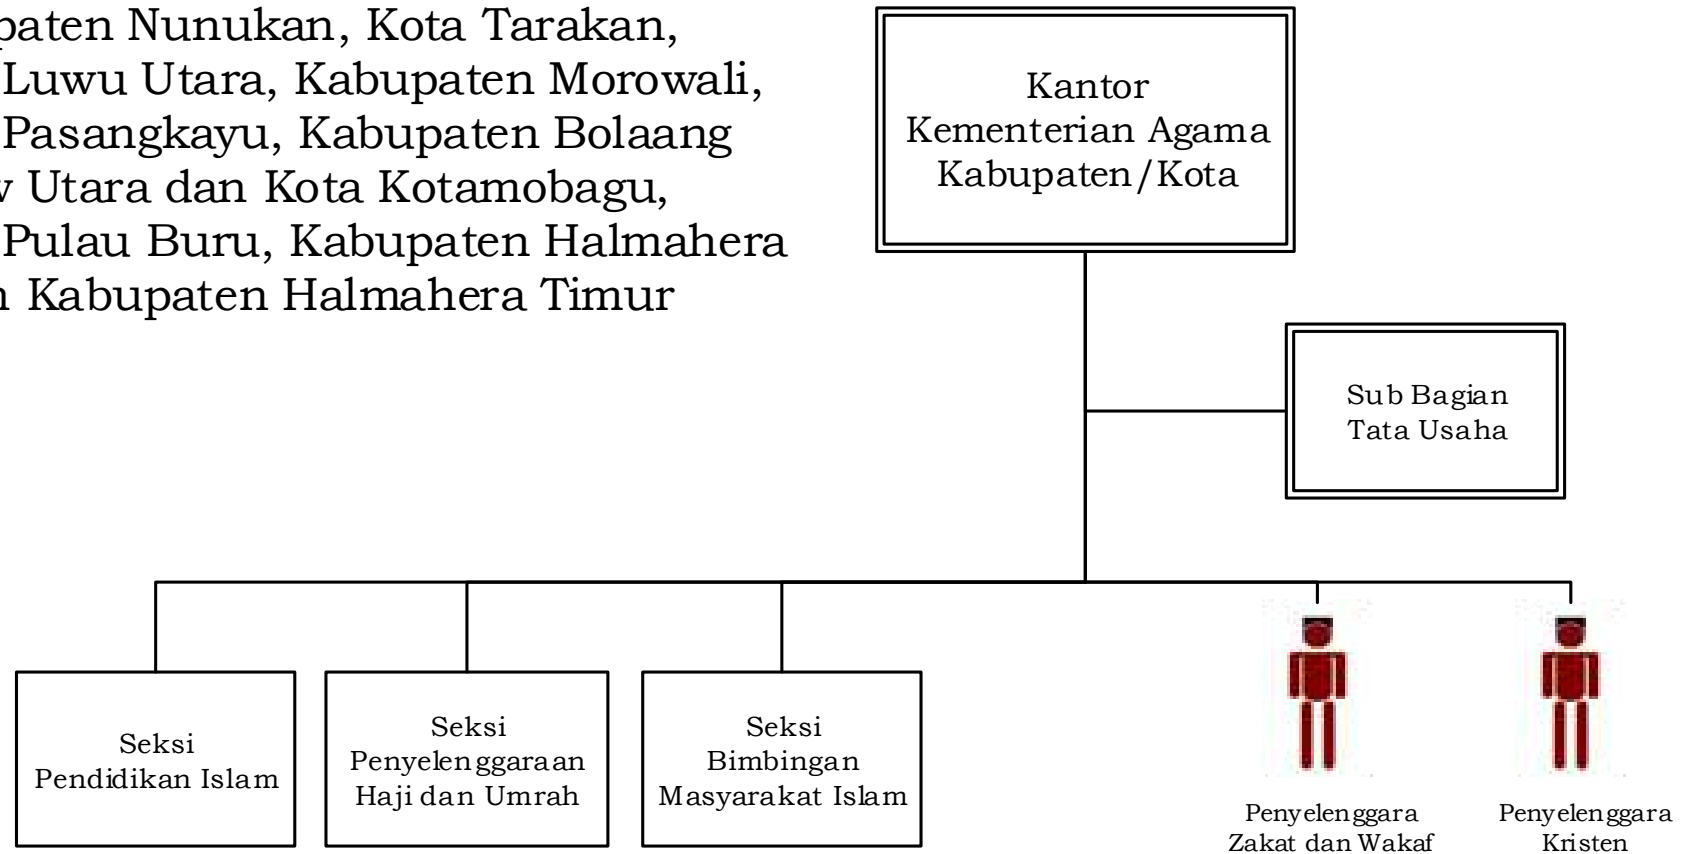 paten Nunukan, Kota Tarakan,
Luwu Utara, Kabupaten Morowali,
Pasangkayu, Kabupaten Bolaang
Utara dan Kota Kotamobagu,
Pulau Buru, Kabupaten Halmahera
Kabupaten Halmahera Timur
Kantor
Kementerian Agama
Kabupaten/Kota
Sub Bagian
Tata Usaha
Seksi
Pendidikan Islam
Seksi
Penyelenggaraan
Haji dan Umrah
Seksi
Bimbingan
Masyarakat Islam
Penyelenggara
Zakat dan Wakaf
Penyelenggara
Kristen